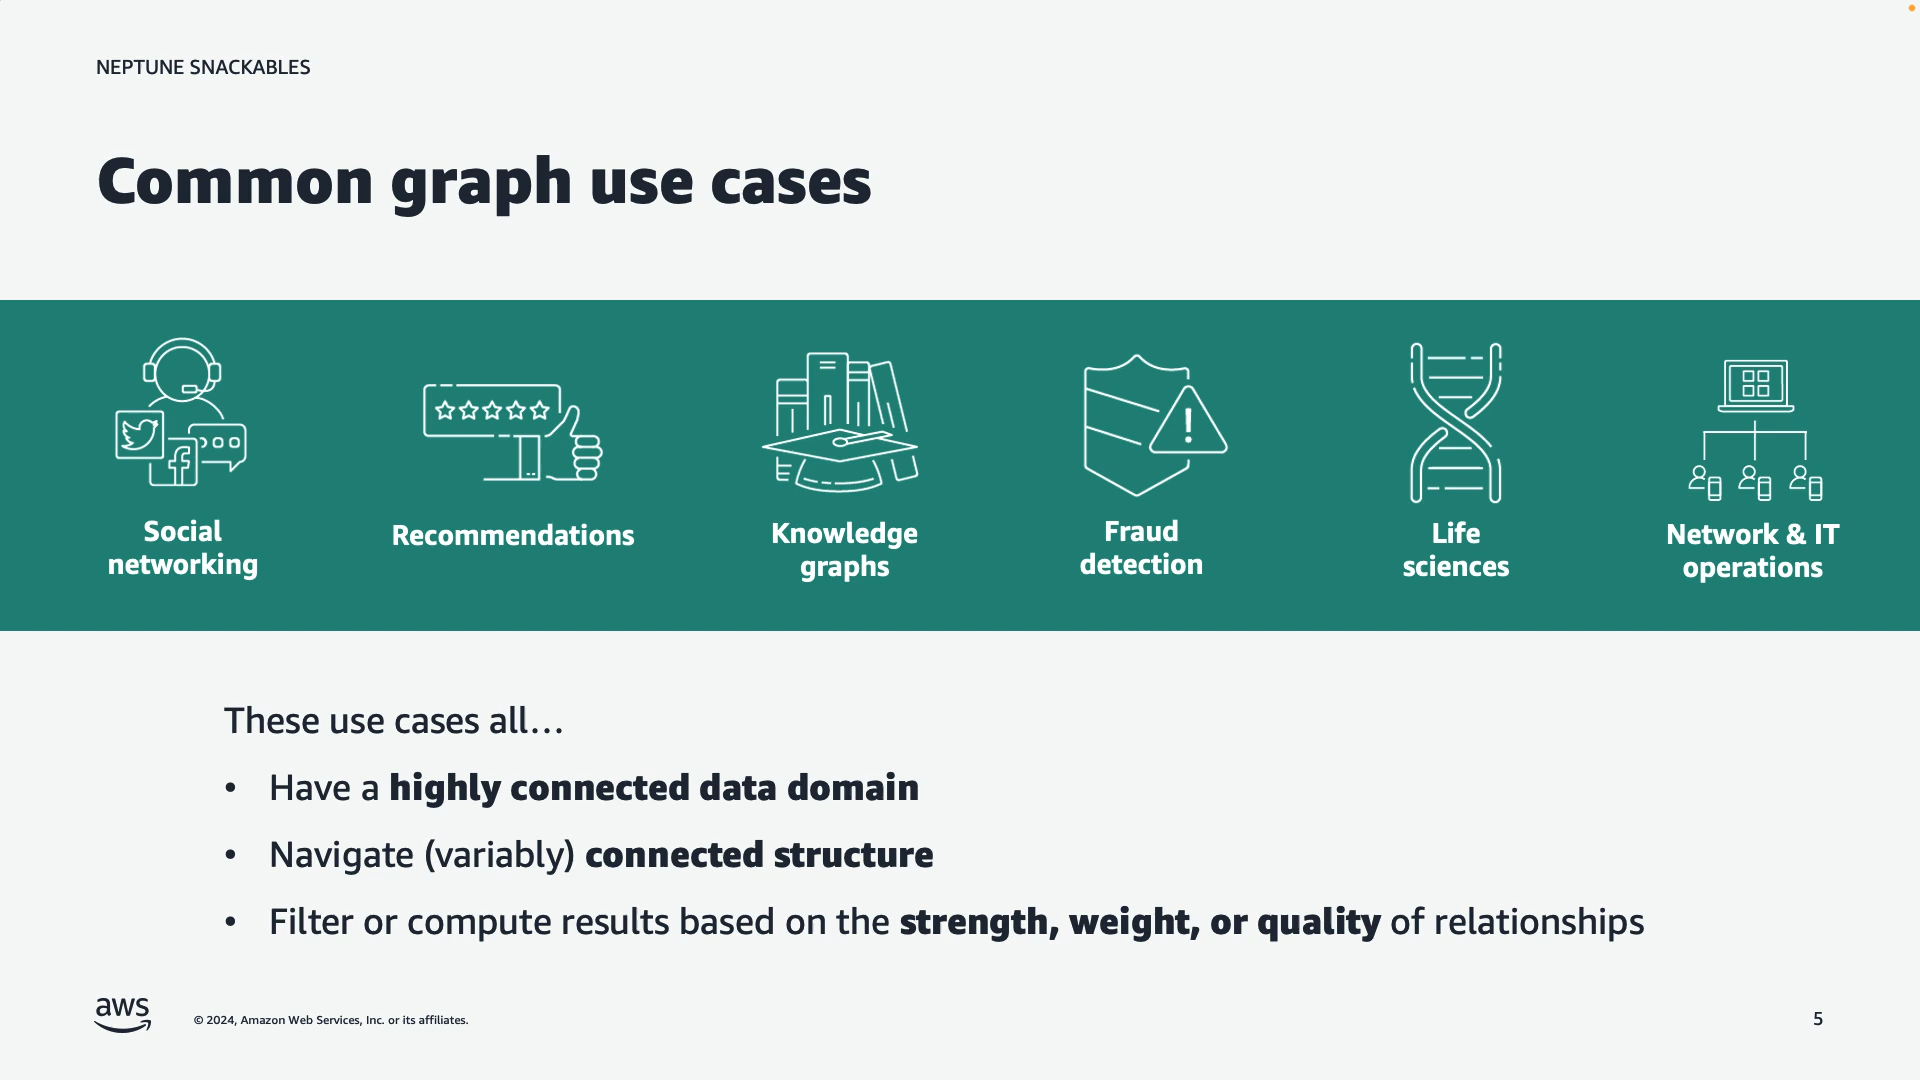 NEPTUNE SNACKABLES
Common graph use cases
Social
networking
Recommendations
Knowledge
graphs
Fraud
detection
Life
sciences
Network & IT
operations
These use cases all…
• Have a highly connected data domain
• Navigate (variably) connected structure
• Filter or compute results based on the strength, weight, or quality of relationships
aws
© 2024, Amazon Web Services, Inc. or its affiliates.
5